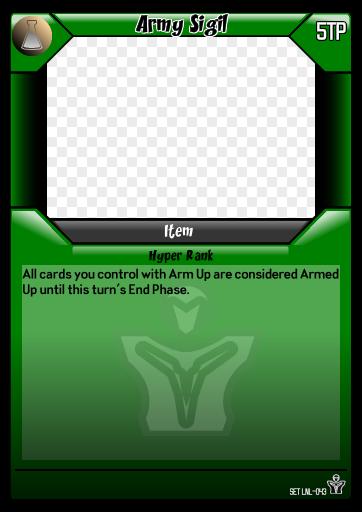 Army Sigil
5TP
Item
Hyper Rank
All cards you control with Arm Up are considered Armed
Up until this turn's End Phase.
SET LNL-043